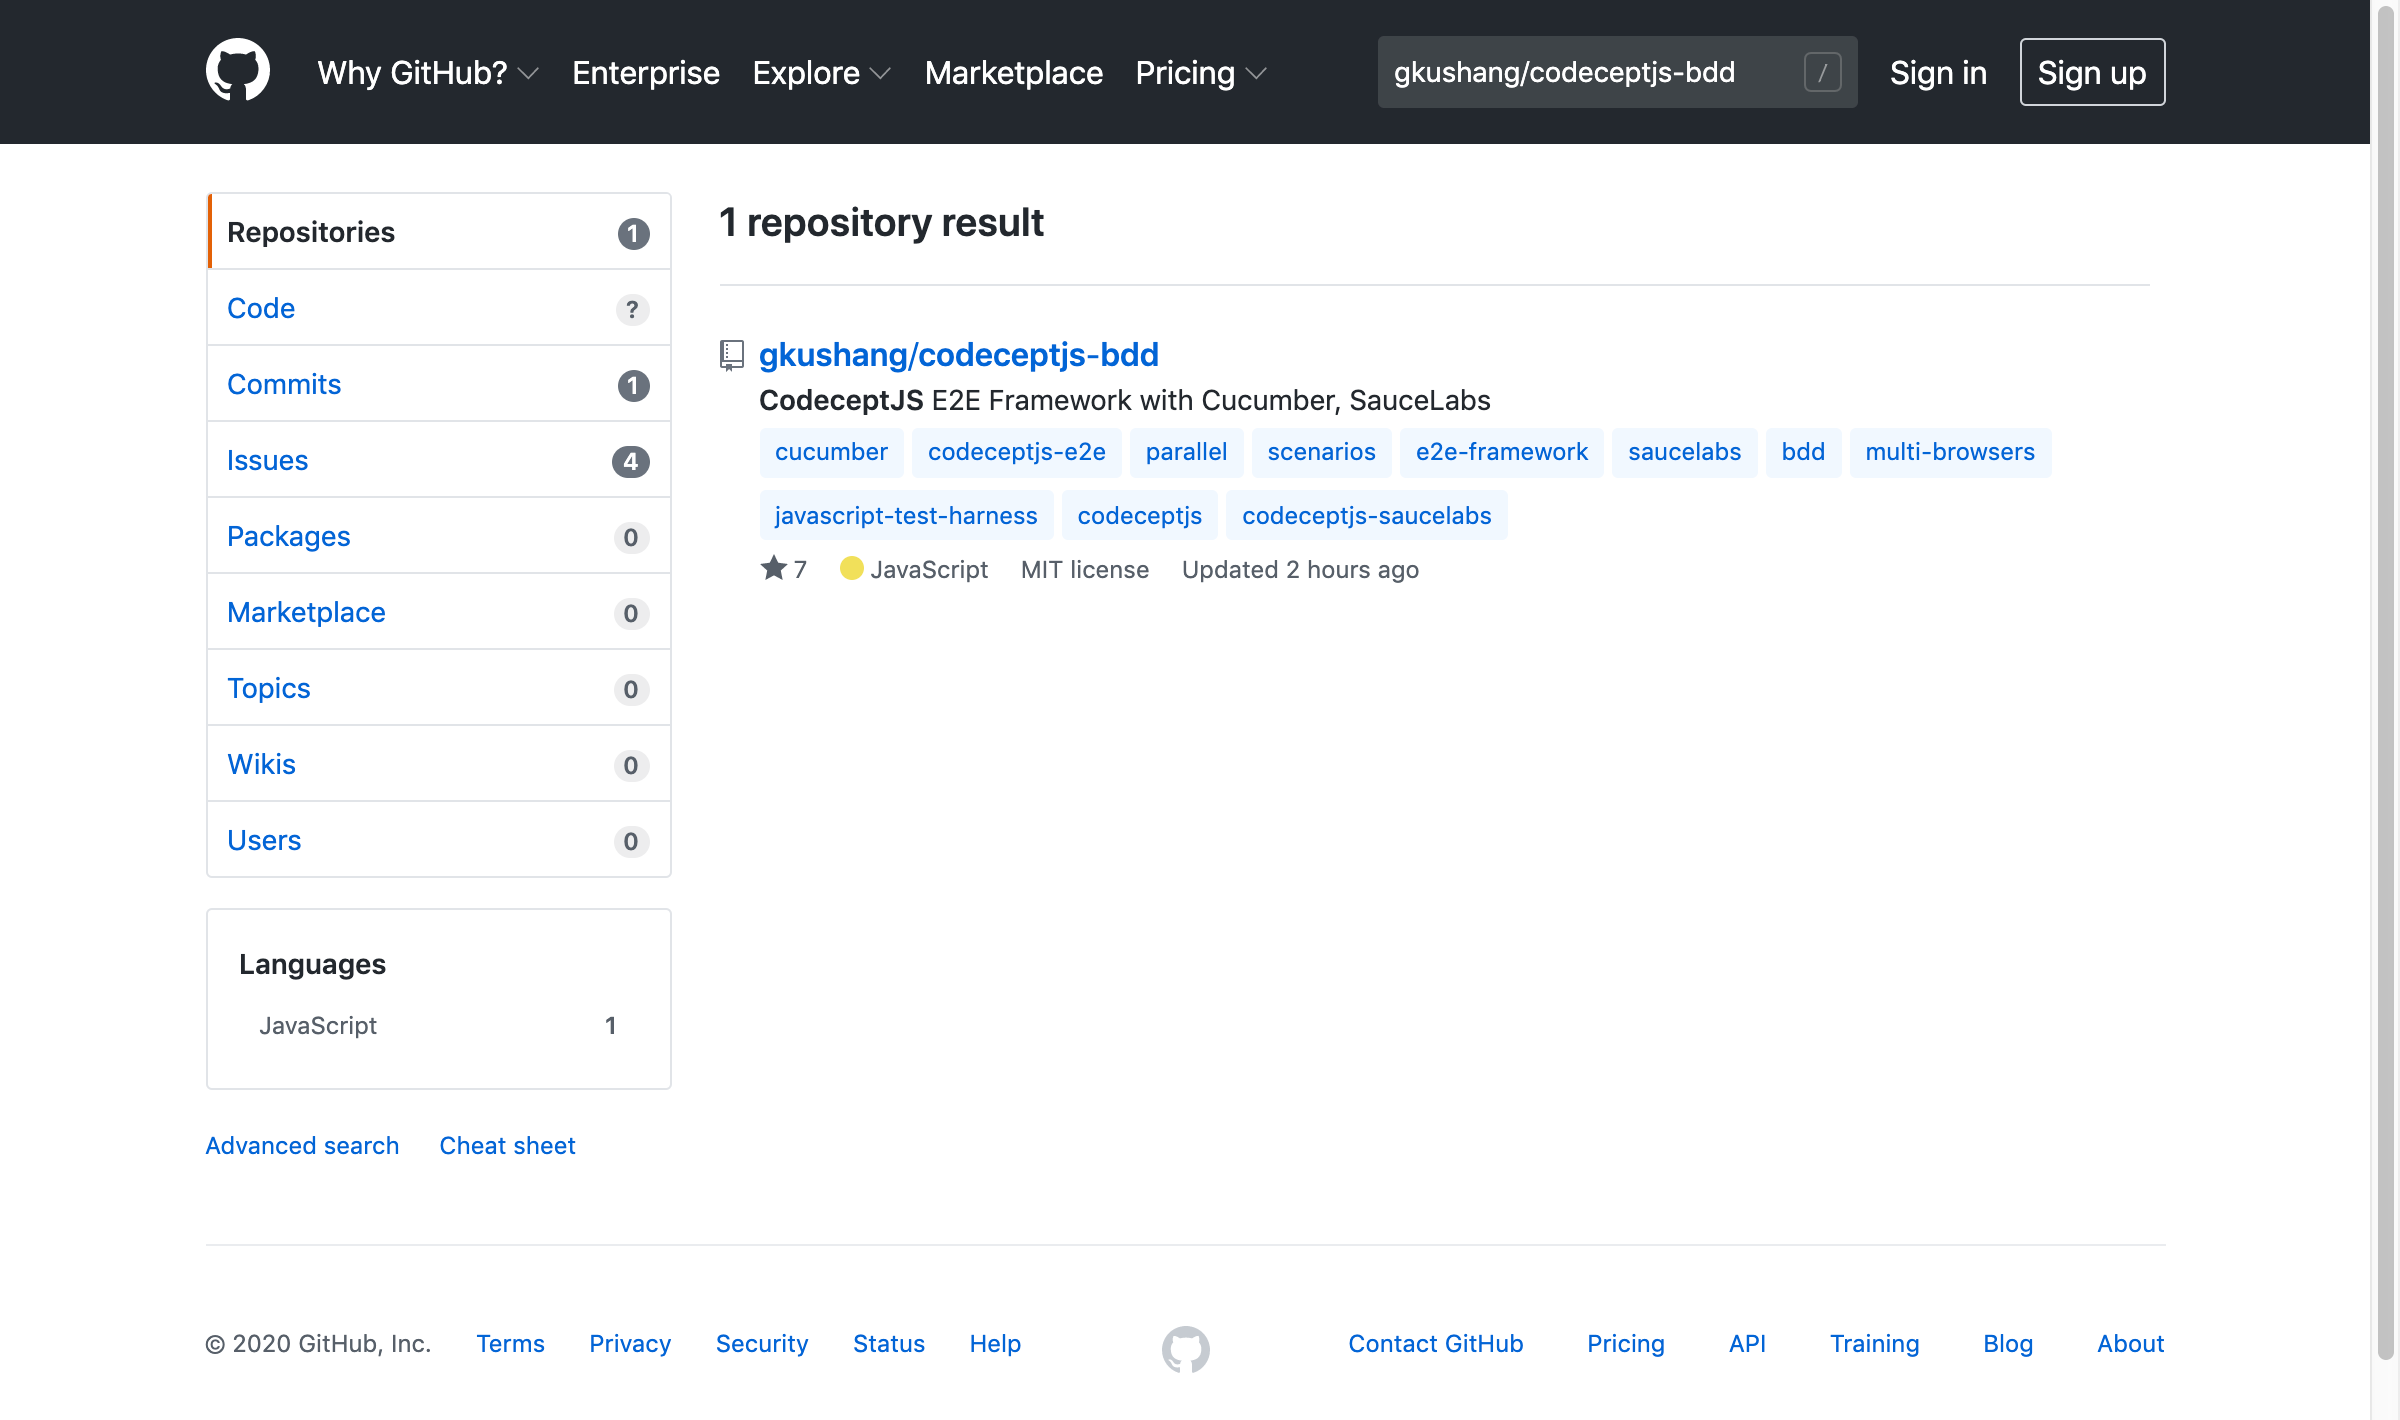 Why GitHub? Enterprise Explore Marketplace Pricing gkushang/codeceptjs-bdd / Sign in Sign up
Repositories 1
Code ?
Commits 1
Issues 4
Packages 0
Marketplace 0
Topics 0
Wikis 0
Users 0
Languages
JavaScript 1
Advanced search Cheat sheet
1 repository result
gkushang/codeceptjs-bdd
CodeceptJS E2E Framework with Cucumber, SauceLabs
cucumber codeceptjs-e2e parallel scenarios e2e-framework saucelabs bdd multi-browsers
javascript-test-harness codeceptjs codeceptjs-saucelabs
7 JavaScript MIT license Updated 2 hours ago
© 2020 GitHub, Inc. Terms Privacy Security Status Help Contact GitHub Pricing API Training Blog About